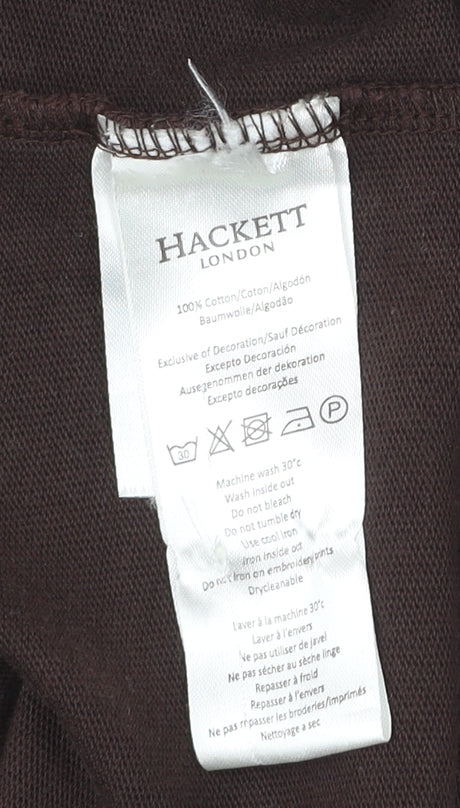 HACKETT
LONDON
100% Cotton/Coton/Algodón
Baumwolle/Algodão
Exclusive of Decoration/Sauf Décoration
Excepto Decoración
Ausegenommen der dekoration
Excepto decorações
30
P
Machine wash 30°c
Wash inside out
Do not bleach
Do not tumble dry
Use cool iron
Iron inside out
Do not iron on embroidery prints
Drycleanable
Laver à la machine 30°c
Laver à l'envers
Ne pas utiliser de javel
Ne pas sécher au sèche linge
Repasser à froid
Repasser à l'envers
Ne pas repasser les broderies/imprimés
Nettoyage a sec